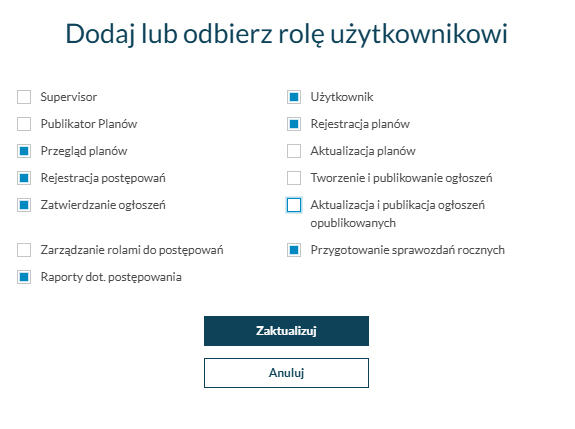 Dodaj lub odbierz rolę użytkownikowi
Supervisor
Użytkownik
Publikator Planów
Rejestracja planów
Przegląd planów
Aktualizacja planów
Rejestracja postępowań
Tworzenie i publikowanie ogłoszeń
Zatwierdzanie ogłoszeń
Aktualizacja i publikacja ogłoszeń
opublikowanych
Zarządzanie rolami do postępowań
Przygotowanie sprawozdań rocznych
Raporty dot. postępowania
Zaktualizuj
Anuluj